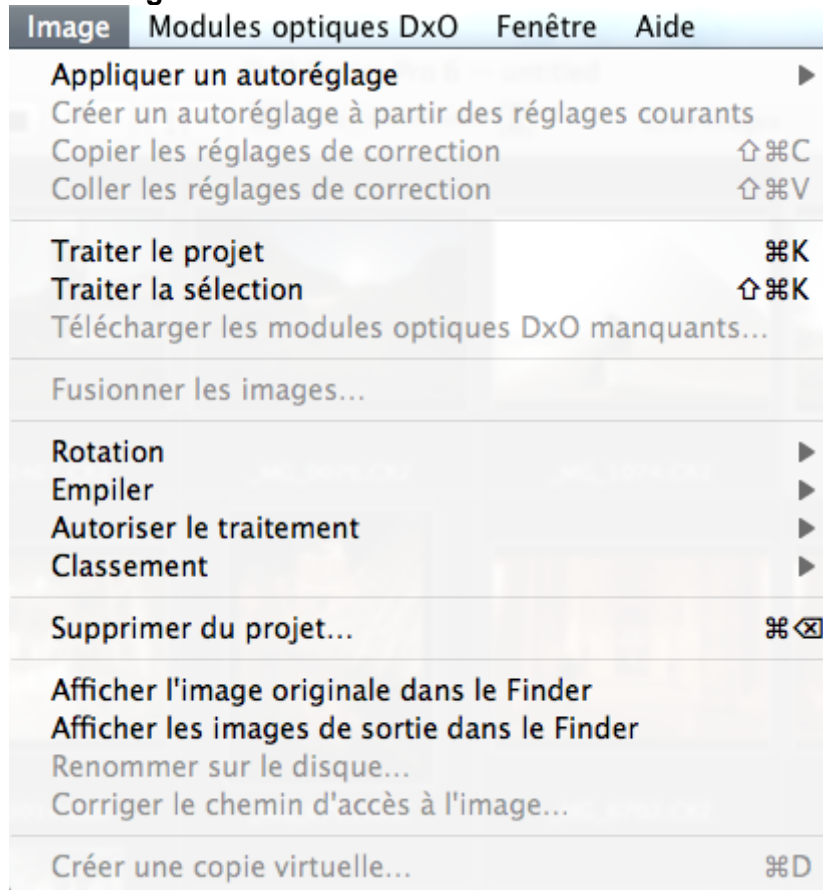 Image Modules optiques DxO Fenêtre Aide
Appliquer un autoréglage ▶
Créer un autoréglage à partir des réglages courants
Copier les réglages de correction ⇧⌘C
Coller les réglages de correction ⇧⌘V
Traiter le projet ⌘K
Traiter la sélection ⇧⌘K
Télécharger les modules optiques DxO manquants...
Fusionner les images...
Rotation ▶
Empiler ▶
Autoriser le traitement ▶
Classement ▶
Supprimer du projet... ⌘⌫
Afficher l'image originale dans le Finder
Afficher les images de sortie dans le Finder
Renommer sur le disque...
Corriger le chemin d'accès à l'image...
Créer une copie virtuelle... ⌘D